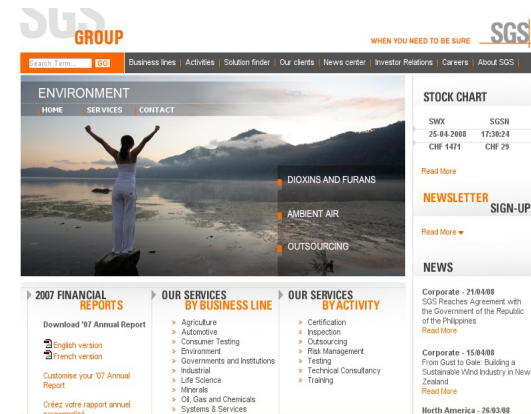 SGS
GROUP
WHEN YOU NEED TO BE SURE
SGS
Search Term... GO
Business lines | Activities | Solution finder | Our clients | News center | Investor Relations | Careers | About SGS |
ENVIRONMENT
HOME SERVICES CONTACT
DIOXINS AND FURANS
AMBIENT AIR
OUTSOURCING
STOCK CHART
SWX SGSN
25-04-2008 17:30:24
CHF 1471 CHF 29
Read More
NEWSLETTER
SIGN-UP
Read More
NEWS
Corporate - 21/04/08
SGS Reaches Agreement with
the Government of the Republic
of the Philippines
Read More
Corporate - 15/04/08
From Gust to Gale: Building a
Sustainable Wind Industry in New
Zealand
Read More
North America - 26/03/08
2007 FINANCIAL
REPORTS
Download '07 Annual Report
English version
French version
Customise your '07 Annual
Report
Créez votre rapport annuel
OUR SERVICES
BY BUSINESS LINE
Agriculture
Automotive
Consumer Testing
Environment
Governments and Institutions
Industrial
Life Science
Minerals
Oil, Gas and Chemicals
Systems & Services
OUR SERVICES
BY ACTIVITY
Certification
Inspection
Outsourcing
Risk Management
Testing
Technical Consultancy
Training